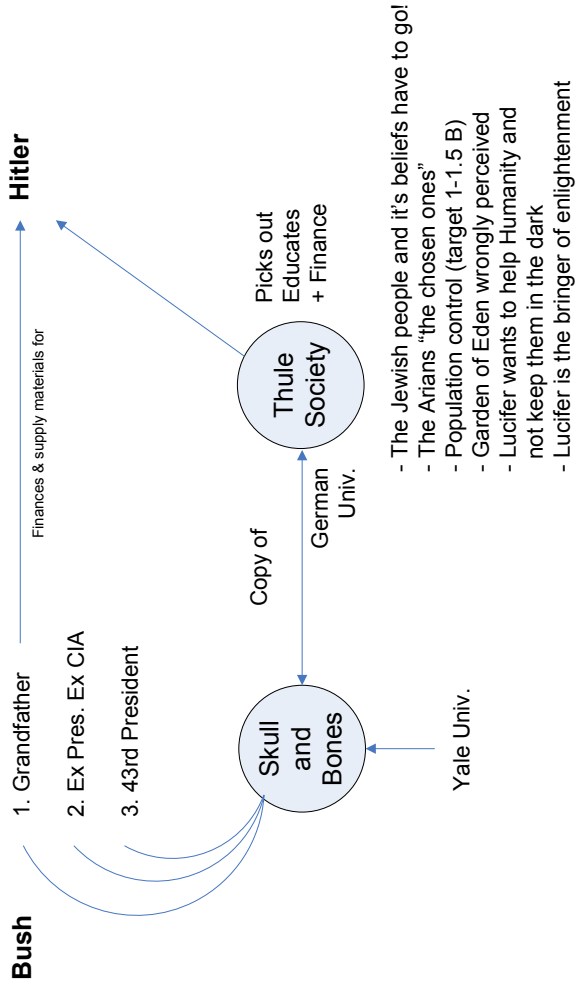 Bush
1. Grandfather
2. Ex Pres. Ex CIA
3. 43rd President
Finances & supply materials for
Hitler
Skull
and
Bones
Yale Univ.
Copy of
German
Univ.
Thule
Society
Picks out
Educates
+ Finance
- The Jewish people and it’s beliefs have to go!
- The Arians “the chosen ones”
- Population control (target 1-1.5 B)
- Garden of Eden wrongly perceived
- Lucifer wants to help Humanity and
not keep them in the dark
- Lucifer is the bringer of enlightenment